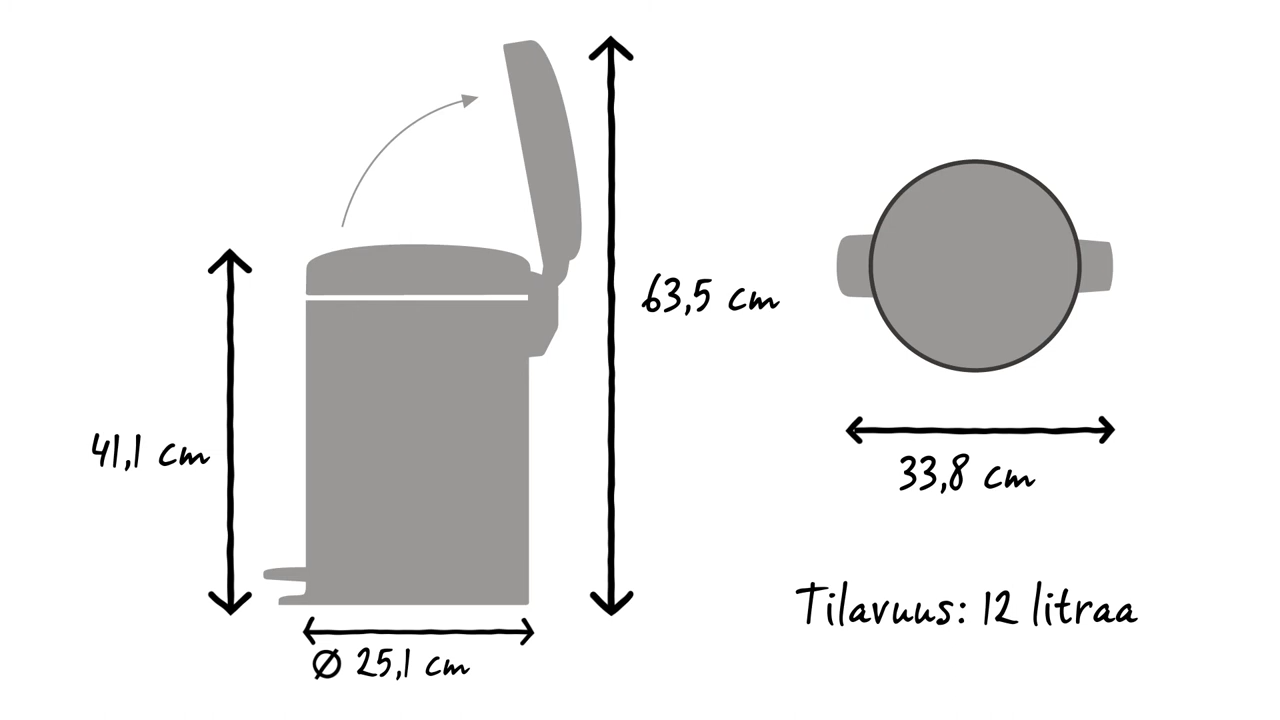 63,5 cm
41,1 cm
33,8 cm
Ø 25,1 cm
Tilavuus: 12 litraa